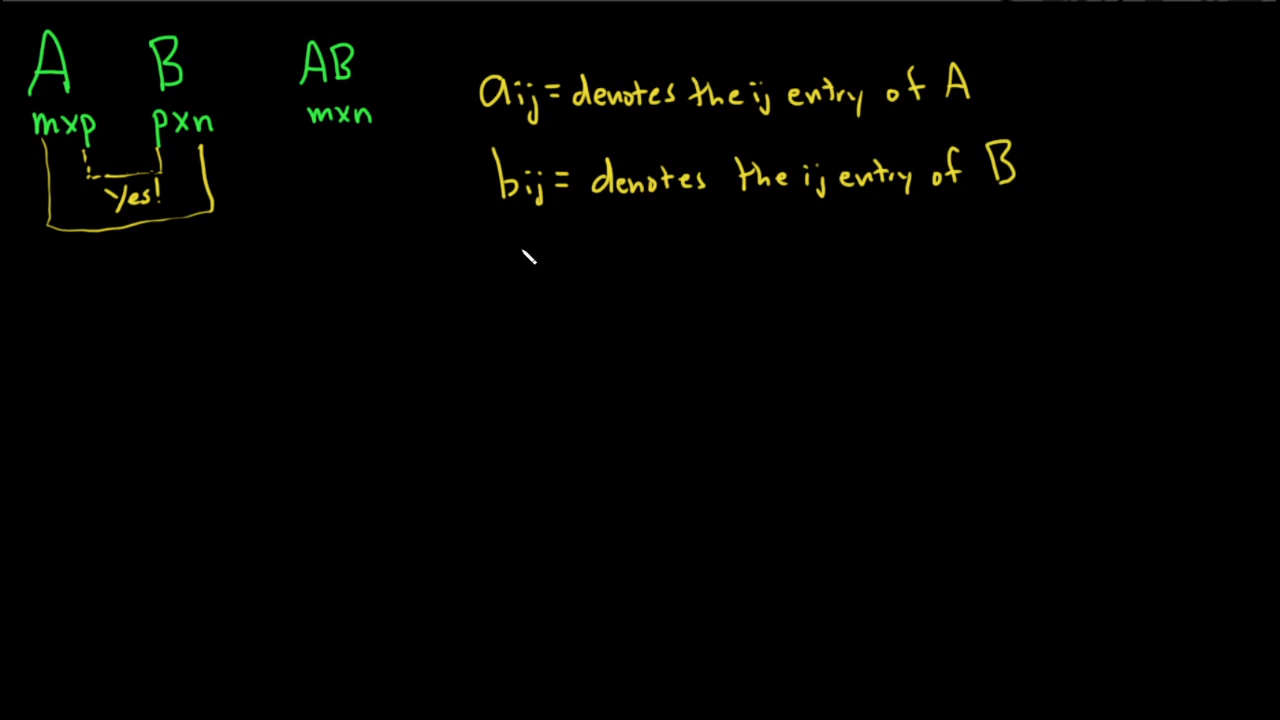 A B AB
mxp pxn mxn
Yes!
aij = denotes the ij entry of A
bij = denotes the ij entry of B